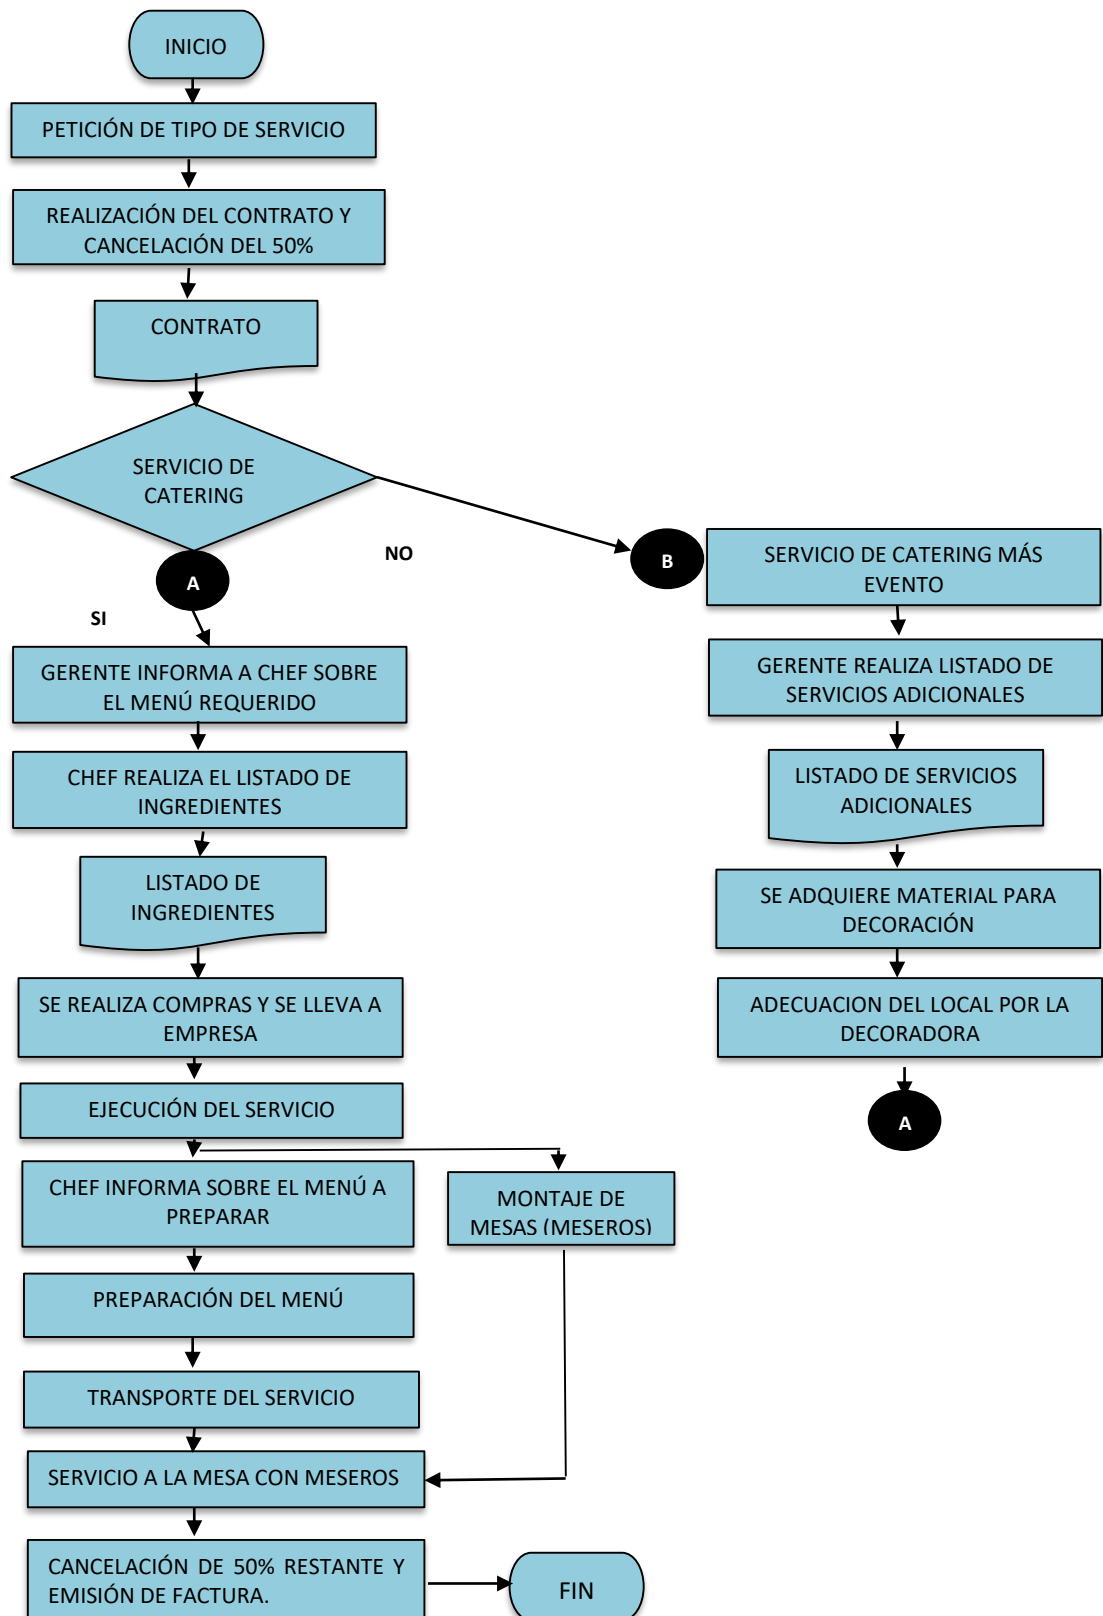 INICIO
PETICIÓN DE TIPO DE SERVICIO
REALIZACIÓN DEL CONTRATO Y
CANCELACIÓN DEL 50%
CONTRATO
SERVICIO DE
CATERING
NO
A
SI
GERENTE INFORMA A CHEF SOBRE
EL MENÚ REQUERIDO
CHEF REALIZA EL LISTADO DE
INGREDIENTES
LISTADO DE
INGREDIENTES
SE REALIZA COMPRAS Y SE LLEVA A
EMPRESA
EJECUCIÓN DEL SERVICIO
CHEF INFORMA SOBRE EL MENÚ A
PREPARAR
MONTAJE DE
MESAS (MESEROS)
PREPARACIÓN DEL MENÚ
TRANSPORTE DEL SERVICIO
SERVICIO A LA MESA CON MESEROS
CANCELACIÓN DE 50% RESTANTE Y
EMISIÓN DE FACTURA.
FIN
B
SERVICIO DE CATERING MÁS
EVENTO
GERENTE REALIZA LISTADO DE
SERVICIOS ADICIONALES
LISTADO DE SERVICIOS
ADICIONALES
SE ADQUIERE MATERIAL PARA
DECORACIÓN
ADECUACION DEL LOCAL POR LA
DECORADORA
A